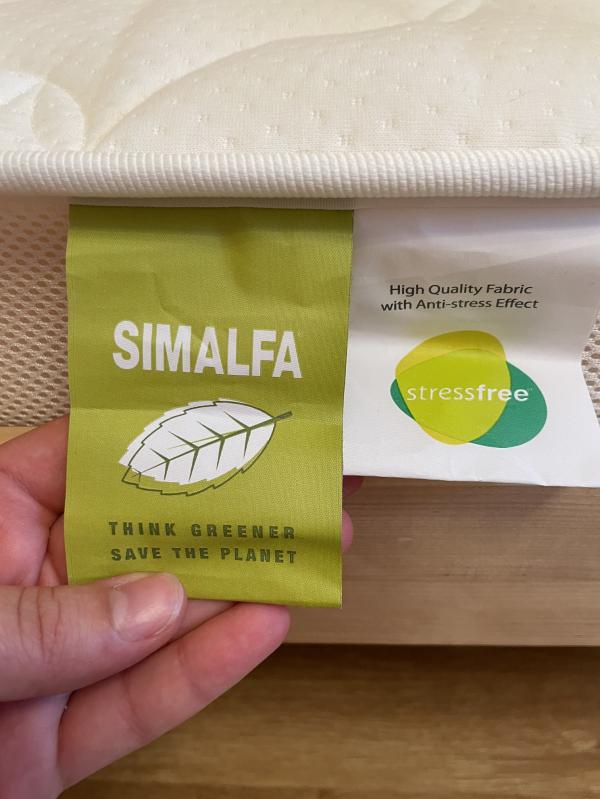 SIMALFA
THINK GREENER
SAVE THE PLANET
High Quality Fabric
with Anti-stress Effect
stressfree